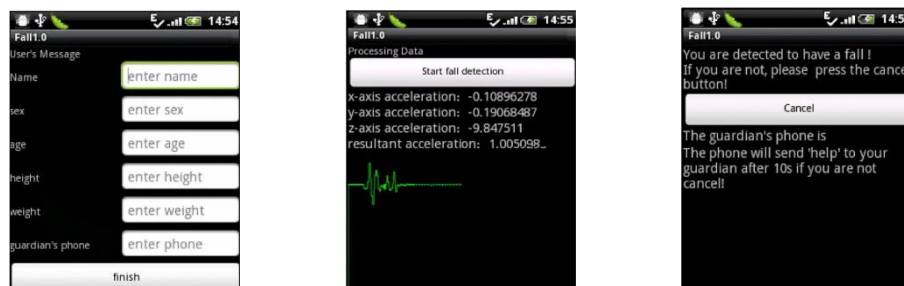 14:54
Fall1.0
User's Message
Name
enter name
sex
enter sex
age
enter age
height
enter height
weight
enter weight
guardian's phone
enter phone
finish
14:55
Fall1.0
Processing Data
Start fall detection
x-axis acceleration: -0.10896278
y-axis acceleration: -0.19068487
z-axis acceleration: -9.847511
resultant acceleration: 1.005098..
14:5
Fall1.0
You are detected to have a fall !
If you are not, please press the cance
button!
Cancel
The guardian's phone is
The phone will send 'help' to your
guardian after 10s if you are not
cancel!